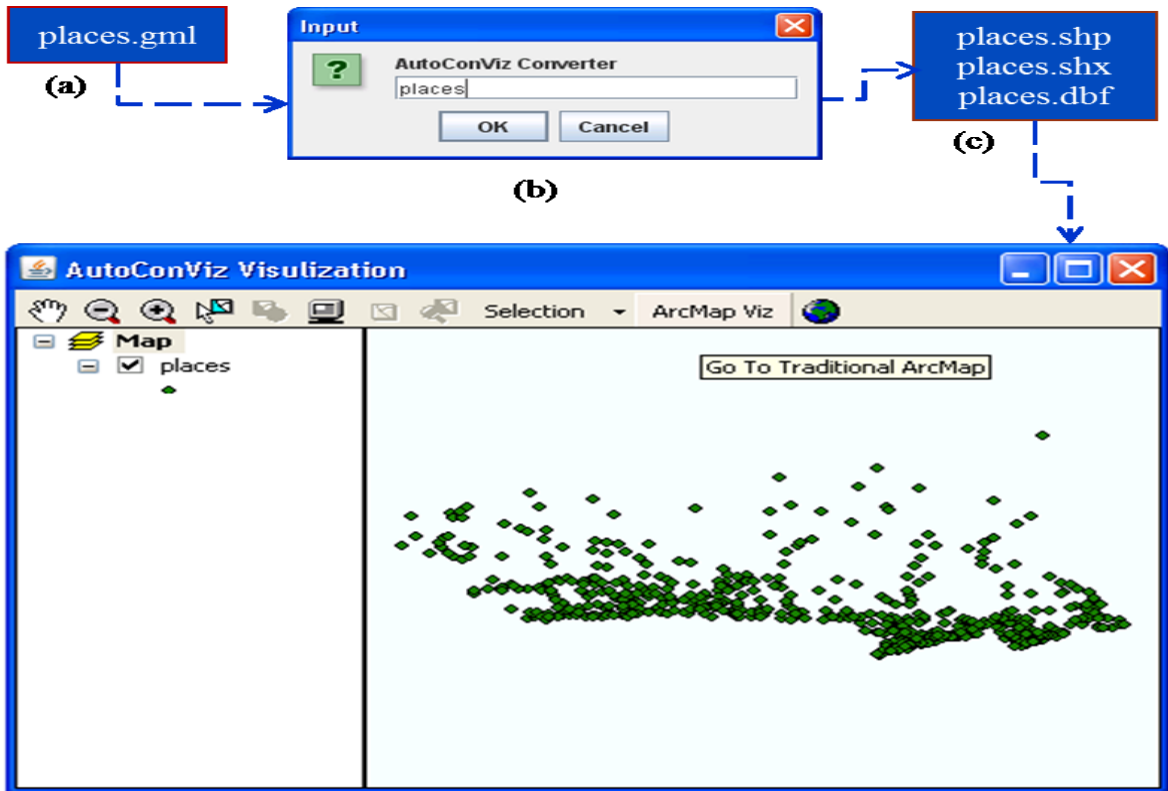 places.gml
(a)
Input
?
AutoConViz Converter
places
OK Cancel
(b)
places.shp
places.shx
places.dbf
(c)
AutoConViz Visulization
Selection ArcMap Viz
Map
places
Go To Traditional ArcMap